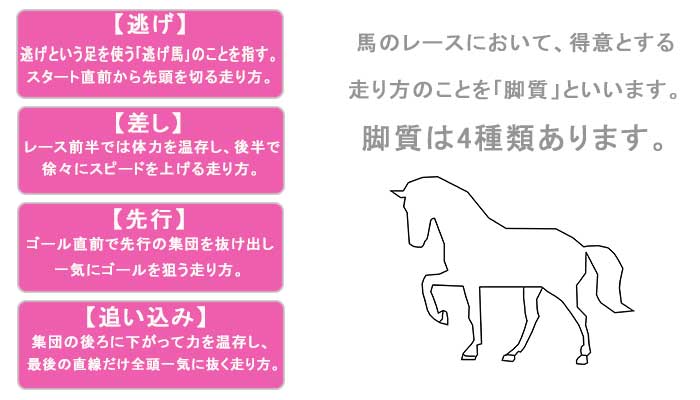 【逃げ】
逃げという足を使う「逃げ馬」のことを指す。
スタート直前から先頭を切る走り方。
【差し】
レース前半では体力を温存し、後半で
徐々にスピードを上げる走り方。
【先行】
ゴール直前で先行の集団を抜け出し
一気にゴールを狙う走り方。
【追い込み】
集団の後ろに下がって力を温存し、
最後の直線だけ全頭一気に抜く走り方。
馬のレースにおいて、得意とする
走り方のことを「脚質」といいます。
脚質は4種類あります。